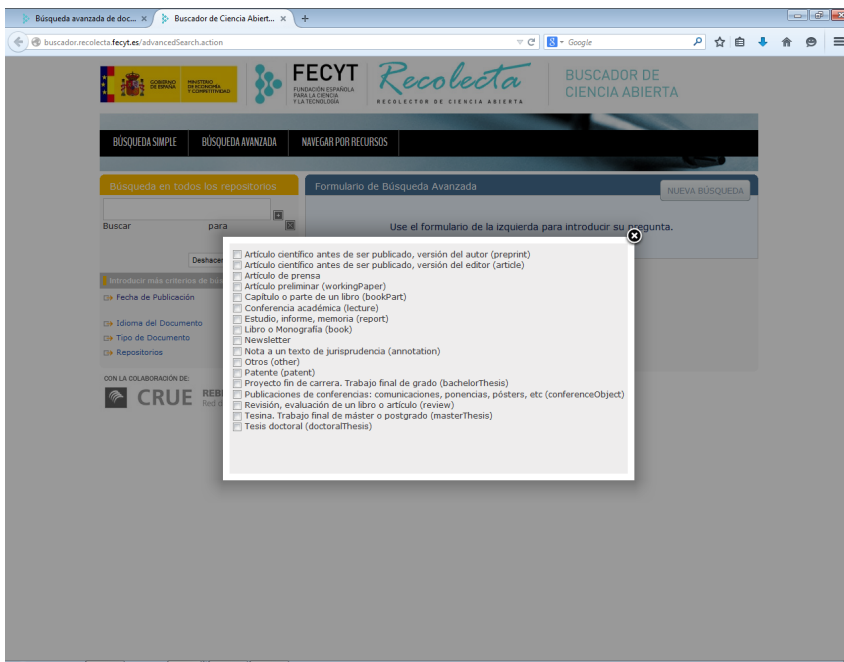 Búsqueda avanzada de doc... ×
Buscador de Ciencia Abiert... ×
+
buscador.recolecta.fecyt.es/advancedSearch.action
Google
GOBIERNO DE ESPAÑA
MINISTERIO DE ECONOMÍA Y COMPETITIVIDAD
FECYT
FUNDACIÓN ESPAÑOLA
PARA LA CIENCIA
Y LA TECNOLOGÍA
Recolecta
RECOLECTOR DE CIENCIA ABIERTA
BUSCADOR DE
CIENCIA ABIERTA
BÚSQUEDA SIMPLE
BÚSQUEDA AVANZADA
NAVEGAR POR RECURSOS
Búsqueda en todos los repositorios
Formulario de Búsqueda Avanzada
NUEVA BÚSQUEDA
Buscar para
Use el formulario de la izquierda para introducir su pregunta.
Deshacer
Introducir más criterios de
Fecha de Publicación
Idioma del Documento
Tipo de Documento
Repositorios
CON LA COLABORACIÓN DE:
CRUE
Artículo científico antes de ser publicado, versión del autor (preprint)
Artículo científico antes de ser publicado, versión del editor (article)
Artículo de prensa
Artículo preliminar (workingPaper)
Capítulo o parte de un libro (bookPart)
Conferencia académica (lecture)
Estudio, informe, memoria (report)
Libro o Monografía (book)
Newsletter
Nota a un texto de jurisprudencia (annotation)
Otros (other)
Patente (patent)
Proyecto fin de carrera. Trabajo final de grado (bachelorThesis)
Publicaciones de conferencias: comunicaciones, ponencias, pósters, etc (conferenceObject)
Revisión, evaluación de un libro o artículo (review)
Tesina. Trabajo final de máster o postgrado (masterThesis)
Tesis doctoral (doctoralThesis)